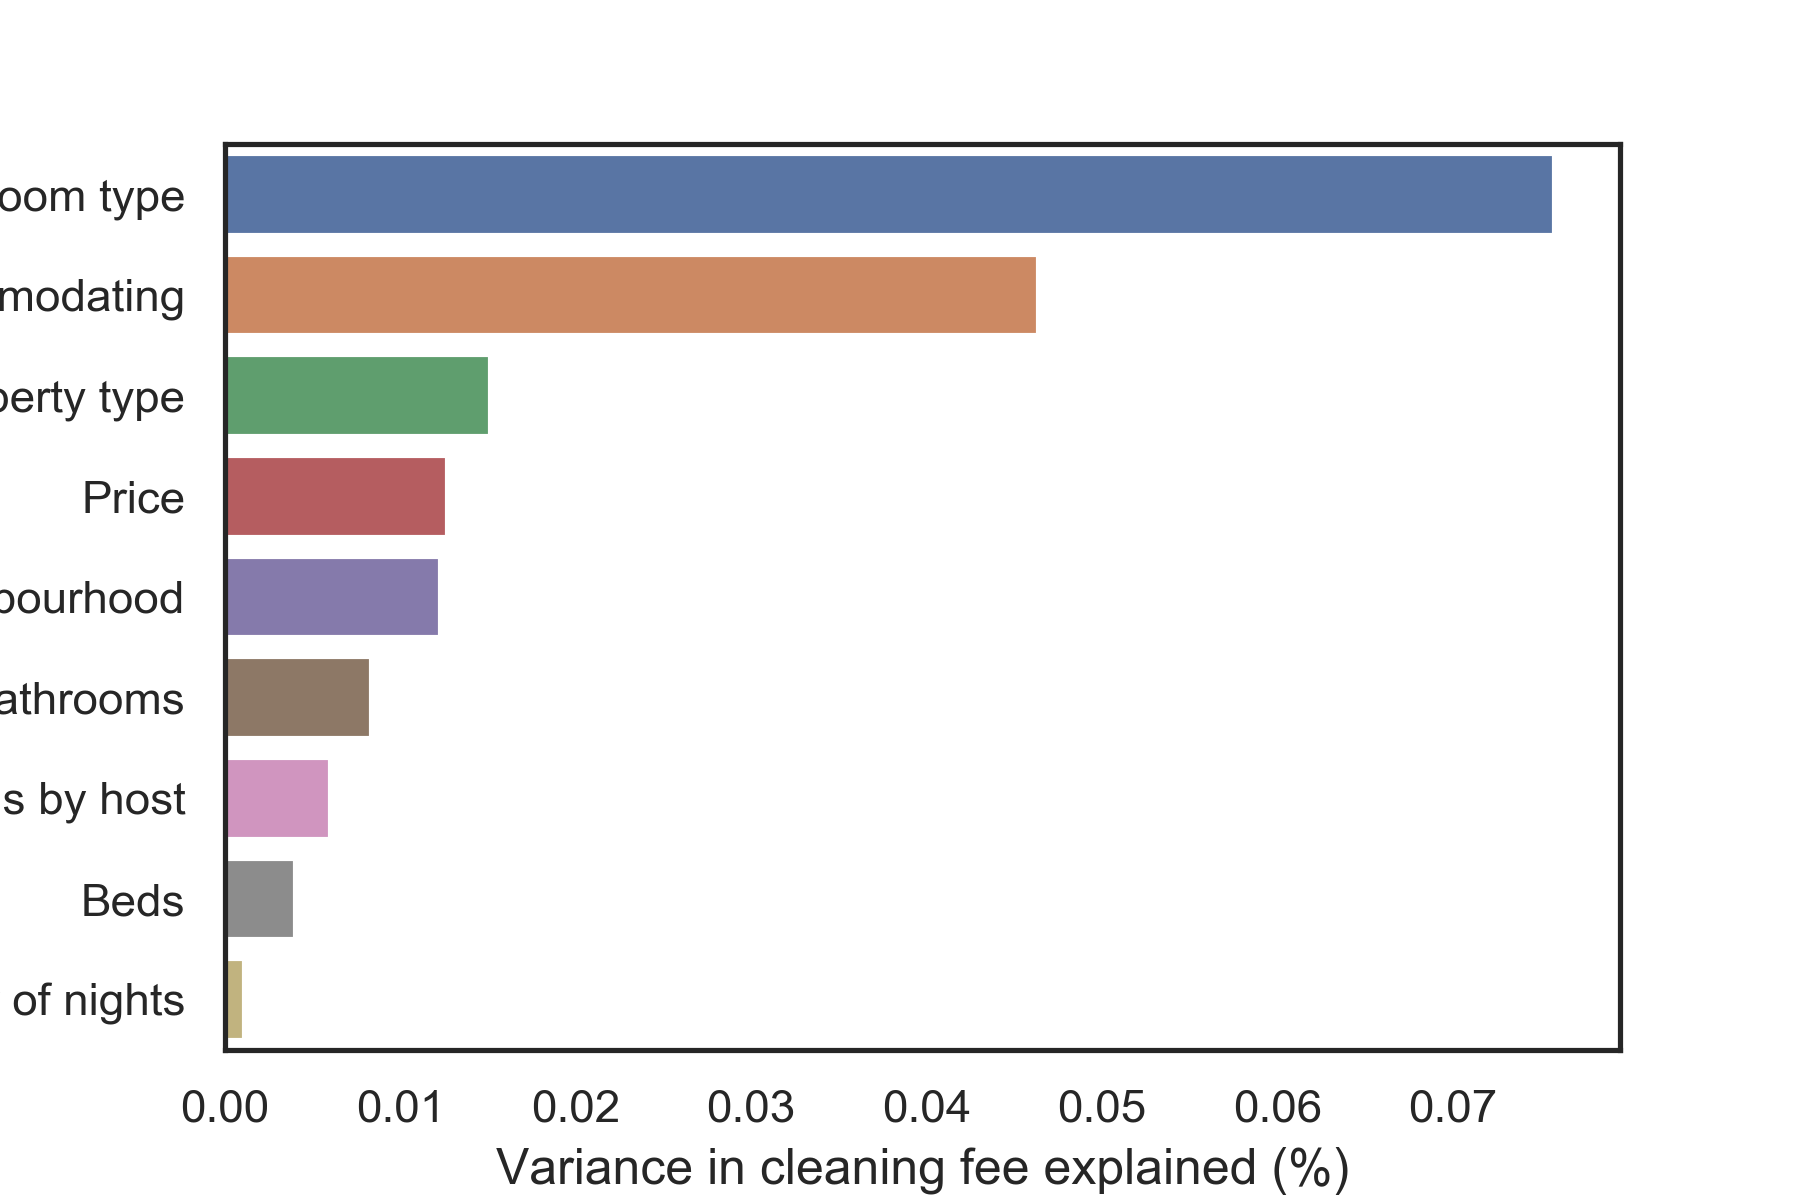 oom type
modating
perty type
Price
bourhood
athrooms
s by host
Beds
of nights
0.00 0.01 0.02 0.03 0.04 0.05 0.06 0.07
Variance in cleaning fee explained (%)